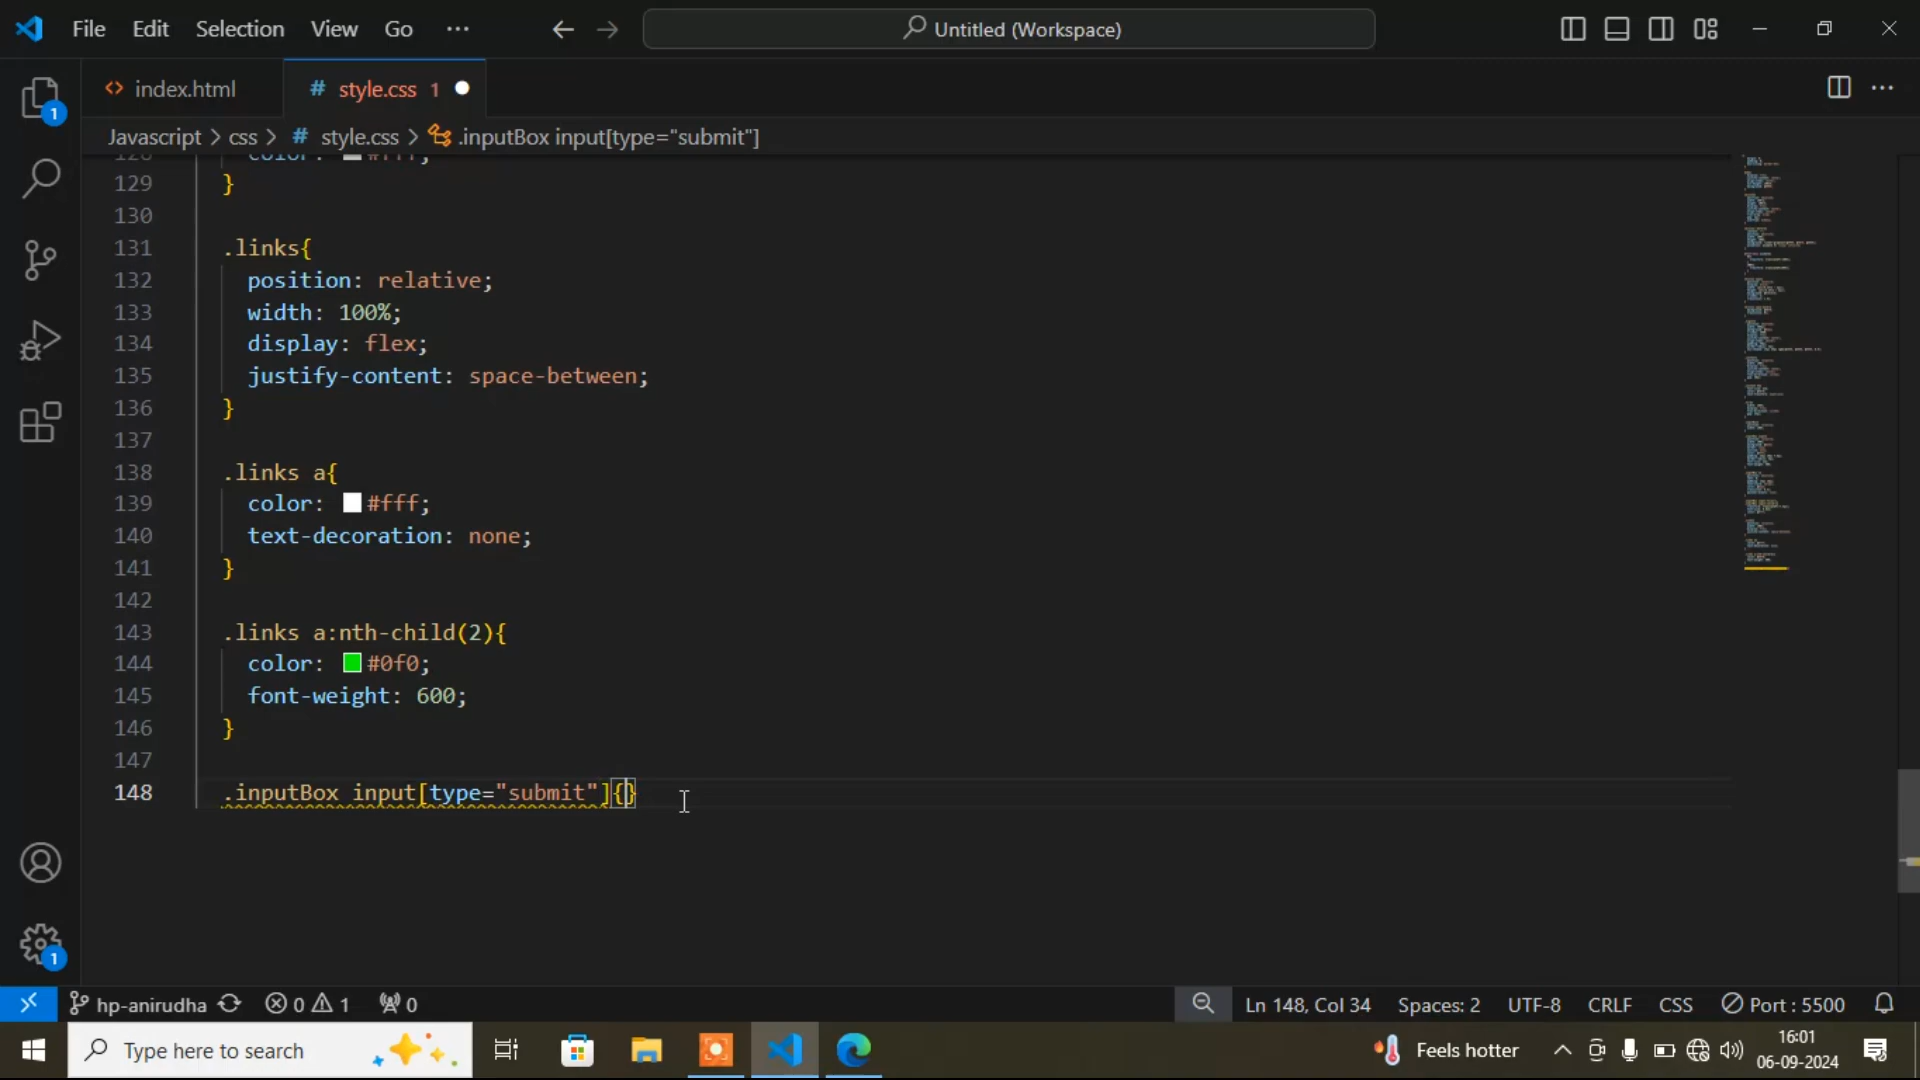 File Edit Selection View Go ··· Untitled (Workspace)
index.html style.css 1
Javascript > css > # style.css > .inputBox input[type="submit"]
128 color: #fff;
129 }
130
131 .links{
132 position: relative;
133 width: 100%;
134 display: flex;
135 justify-content: space-between;
136 }
137
138 .links a{
139 color: #fff;
140 text-decoration: none;
141 }
142
143 .links a:nth-child(2){
144 color: #0f0;
145 font-weight: 600;
146 }
147
148 .inputBox input[type="submit"]{}
1
1
hp-anirudha 0 1 0 Ln 148, Col 34 Spaces: 2 UTF-8 CRLF CSS Port : 5500
Type here to search Feels hotter 16:01
06-09-2024